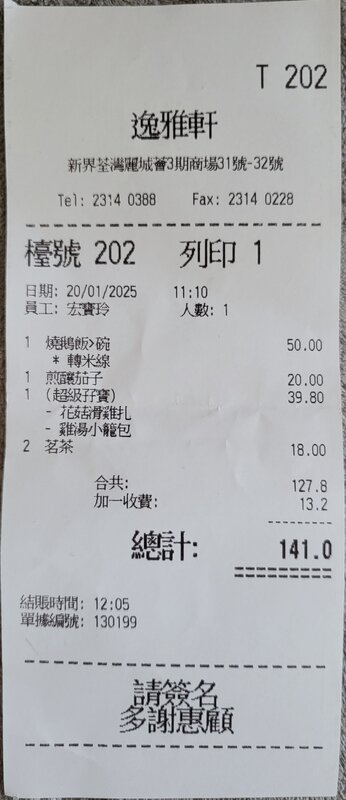 T 202
逸雅軒
新界荃灣麗城薈3期商場31號-32號
Tel: 2314 0388 Fax: 2314 0228
檯號 202 列印 1
日期: 20/01/2025 11:10
員工: 宏寶玲 人數: 1
1 燒鵝飯>碗 50.00
* 轉米線
1 煎釀茄子 20.00
1 (超級孖寶) 39.80
- 花菇滑雞扎
- 雞湯小籠包
2 茗茶 18.00
合共: 127.8
加一收費: 13.2
總計: 141.0
結賬時間: 12:05
單據編號: 130199
請簽名
多謝惠顧